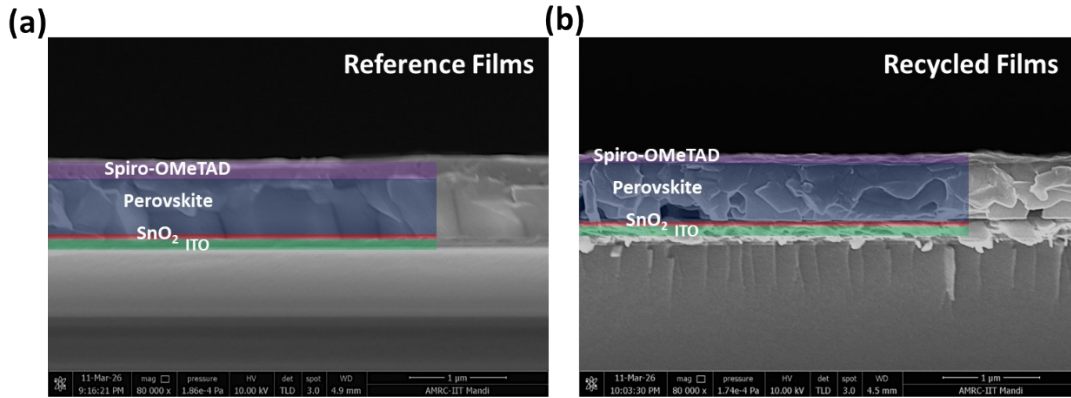 (a)
Reference Films
Spiro-OMeTAD
Perovskite
SnO₂
ITO
11-Mar-26
9:16:21 PM
mag
80 000 x
pressure
1.86e-4 Pa
HV
10.00 kV
det
TLD
spot
3.0
WD
4.9 mm
1 µm
AMRC-IIT Mandi
(b)
Recycled Films
Spiro-OMeTAD
Perovskite
SnO₂
ITO
11-Mar-26
10:03:30 PM
mag
80 000 x
pressure
1.74e-4 Pa
HV
10.00 kV
det
TLD
spot
3.0
WD
4.5 mm
1 µm
AMRC-IIT Mandi